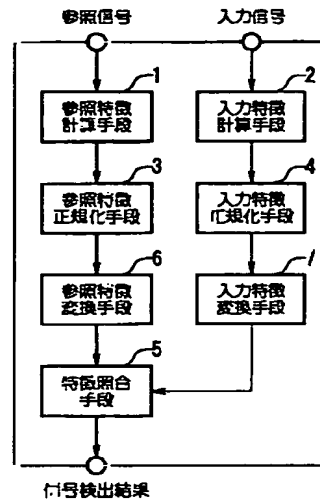 参照信号
入力信号
1
2
参照特徴
計算手段
入力特徴
計算手段
3
4
参照特徴
正規化手段
入力特徴
正規化手段
6
7
参照特徴
変換手段
入力特徴
変換手段
5
特徴照合
手段
信号検出結果